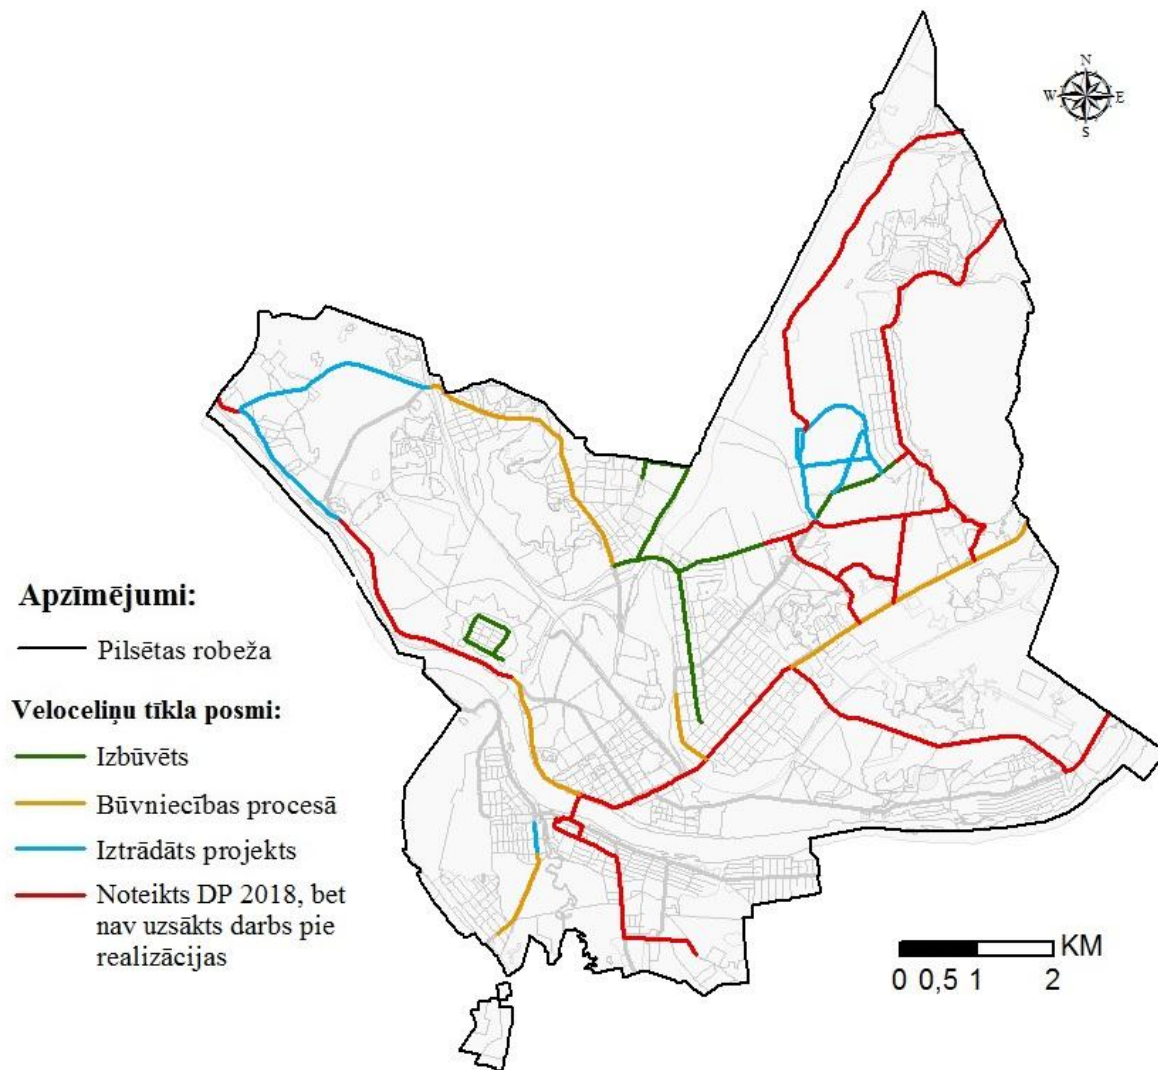 N
W E
S
Apzīmējumi:
Pilsētas robeža
Veloceliņu tīkla posmi:
Izbūvēts
Būvniecības procesā
Iztrādāts projekts
Noteikts DP 2018, bet
nav uzsākts darbs pie
realizācijas
KM
0 0,5 1 2